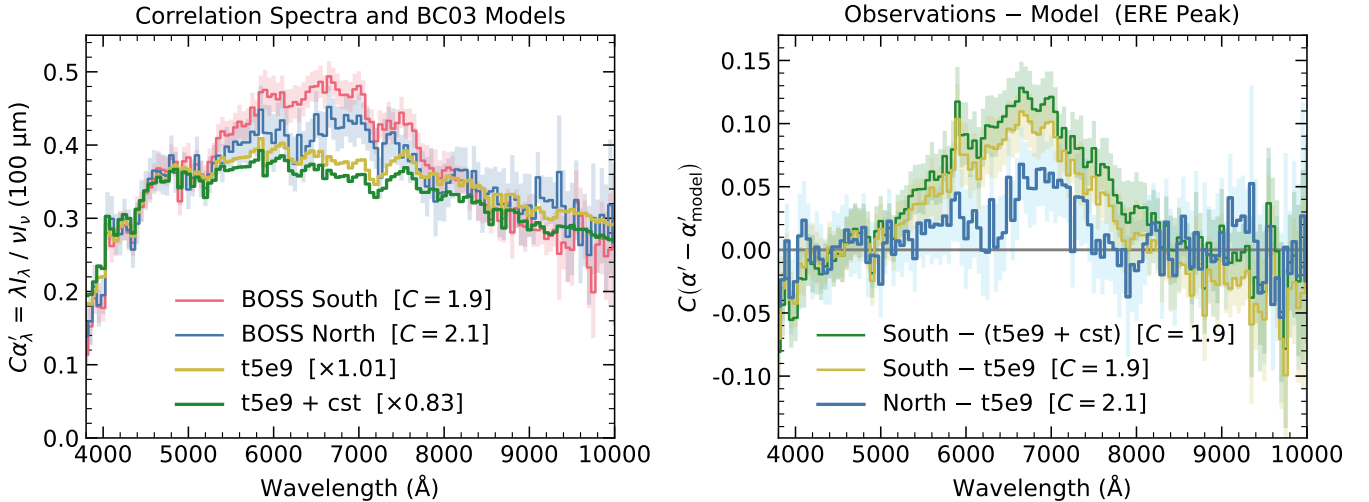 Correlation Spectra and BC03 Models
Cα′λ = λIλ / νIν (100 μm)
0.5
0.4
0.3
0.2
0.1
0.0
BOSS South [C = 1.9]
BOSS North [C = 2.1]
t5e9 [×1.01]
t5e9 + cst [×0.83]
4000 5000 6000 7000 8000 9000 10000
Wavelength (Å)
Observations − Model (ERE Peak)
C(α′ − α′model)
0.15
0.10
0.05
0.00
-0.05
-0.10
South − (t5e9 + cst) [C = 1.9]
South − t5e9 [C = 1.9]
North − t5e9 [C = 2.1]
4000 5000 6000 7000 8000 9000 10000
Wavelength (Å)